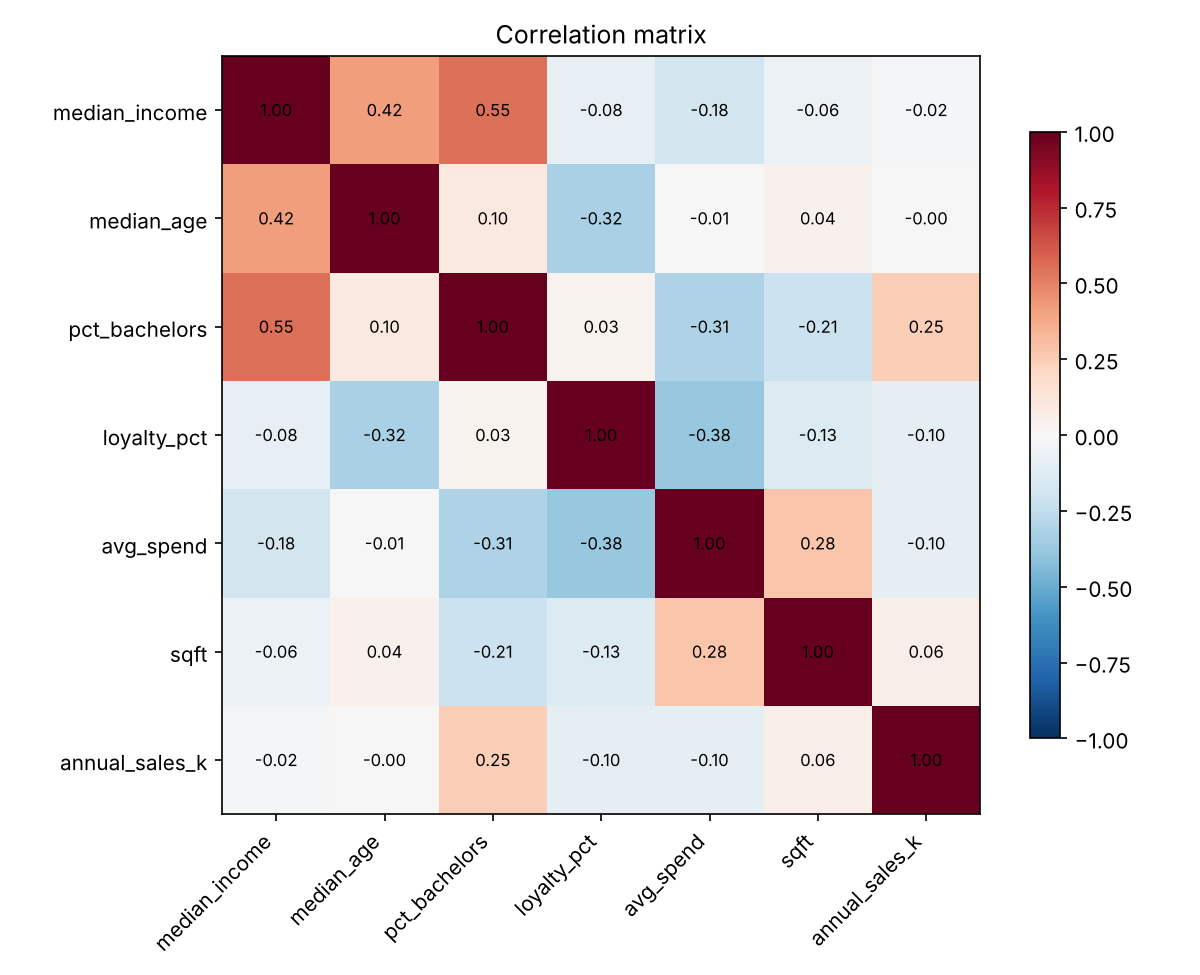 Correlation matrix
median_income 1.00 0.42 0.55 -0.08 -0.18 -0.06 -0.02
median_age 0.42 1.00 0.10 -0.32 -0.01 0.04 -0.00
pct_bachelors 0.55 0.10 1.00 0.03 -0.31 -0.21 0.25
loyalty_pct -0.08 -0.32 0.03 1.00 -0.38 -0.13 -0.10
avg_spend -0.18 -0.01 -0.31 -0.38 1.00 0.28 -0.10
sqft -0.06 0.04 -0.21 -0.13 0.28 1.00 0.06
annual_sales_k -0.02 -0.00 0.25 -0.10 -0.10 0.06 1.00
median_income median_age pct_bachelors loyalty_pct avg_spend sqft annual_sales_k
1.00
0.75
0.50
0.25
0.00
−0.25
−0.50
−0.75
−1.00